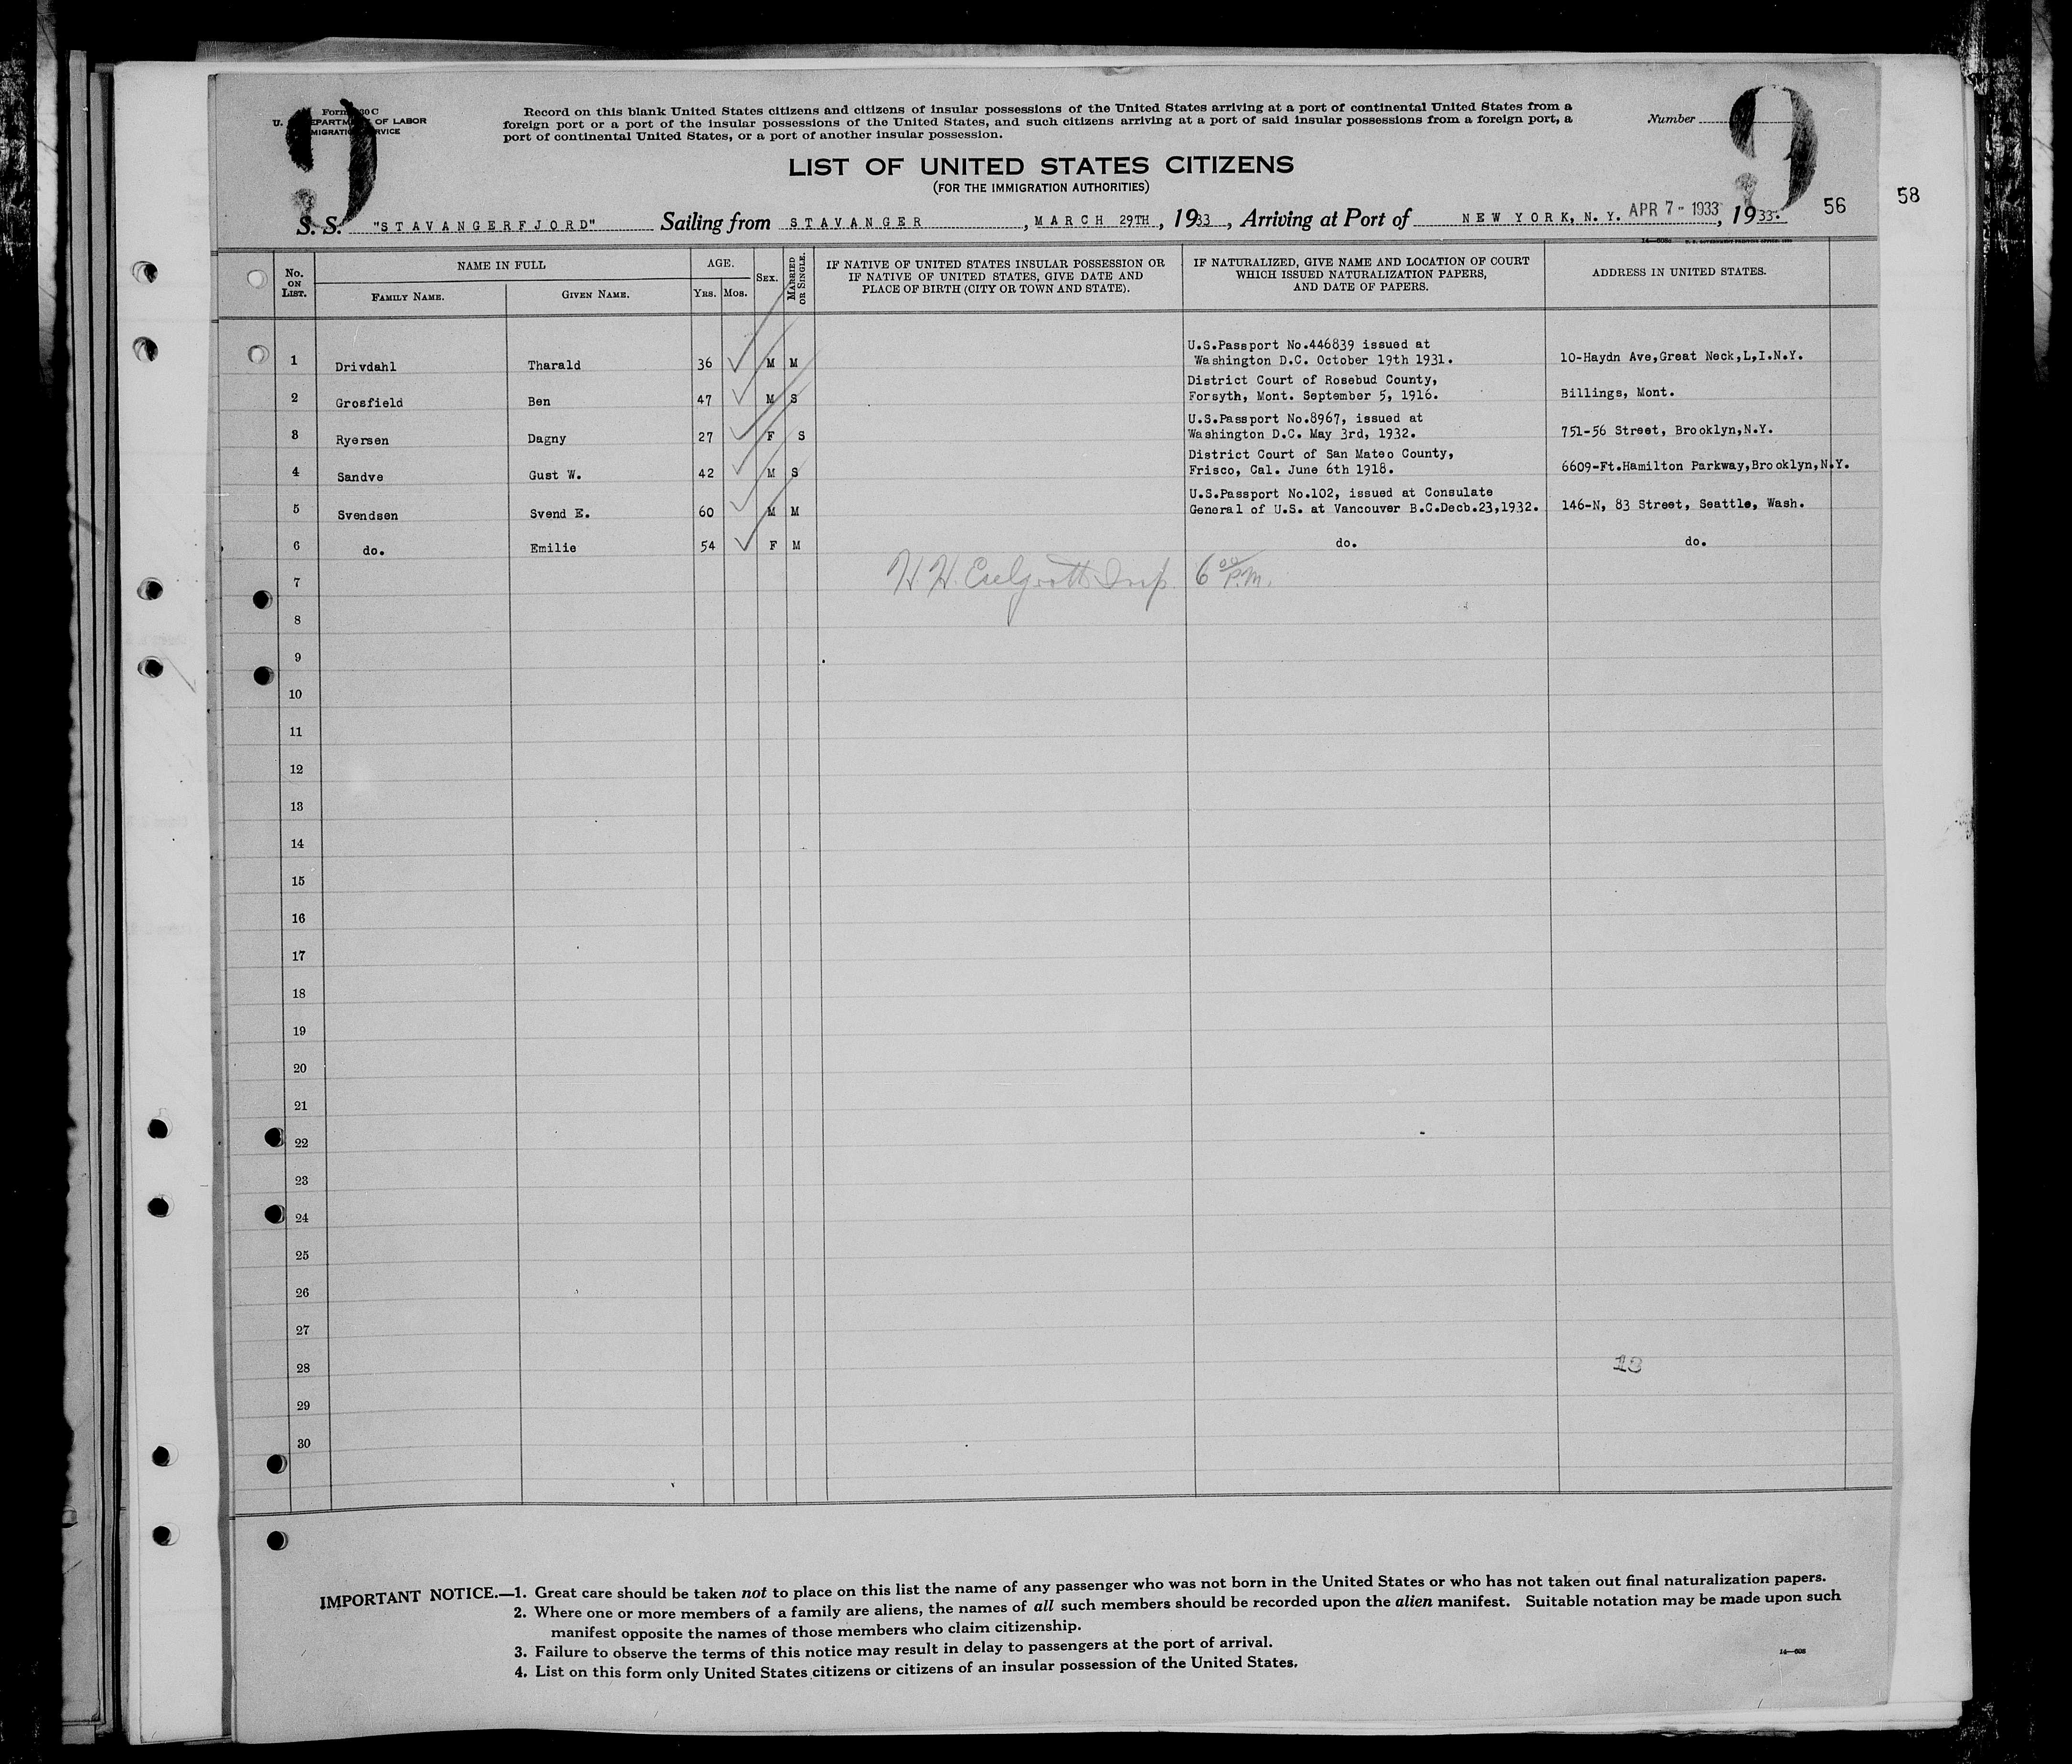 Form 630 C
U. S. DEPARTMENT OF LABOR
IMMIGRATION SERVICE
Record on this blank United States citizens and citizens of insular possessions of the United States arriving at a port of continental United States from a
foreign port or a port of the insular possessions of the United States, and such citizens arriving at a port of said insular possessions from a foreign port, a
port of continental United States, or a port of another insular possession.
Number
9
9
LIST OF UNITED STATES CITIZENS
(FOR THE IMMIGRATION AUTHORITIES)
56
58
S. S. "STAVANGERFJORD" Sailing from STAVANGER, MARCH 29TH, 1933, Arriving at Port of NEW YORK, N. Y. APR 7 - 1933, 1933.
No. ON LIST.
NAME IN FULL
FAMILY NAME.
GIVEN NAME.
AGE.
YRS. MOS.
SEX.
MARRIED OR SINGLE.
IF NATIVE OF UNITED STATES INSULAR POSSESSION OR
IF NATIVE OF UNITED STATES, GIVE DATE AND
PLACE OF BIRTH (CITY OR TOWN AND STATE).
IF NATURALIZED, GIVE NAME AND LOCATION OF COURT
WHICH ISSUED NATURALIZATION PAPERS,
AND DATE OF PAPERS.
ADDRESS IN UNITED STATES.
U.S.Passport No.446839 issued at
1 Drivdahl Tharald 36 M M Washington D.C. October 19th 1931. 10-Haydn Ave,Great Neck,L,I.N.Y.
District Court of Rosebud County,
2 Grosfield Ben 47 M S Forsyth, Mont. September 5, 1916. Billings, Mont.
U.S.Passport No.8967, issued at
3 Ryersen Dagny 27 F S Washington D.C. May 3rd, 1932. 751-56 Street, Brooklyn,N.Y.
District Court of San Mateo County,
4 Sandve Gust W. 42 M S Frisco, Cal. June 6th 1918. 6609-Ft.Hamilton Parkway,Brooklyn,N.Y.
U.S.Passport No.102, issued at Consulate
5 Svendsen Svend E. 60 M M General of U.S. at Vancouver B.C.Decb.23,1932. 146-N, 83 Street, Seattle, Wash.
6 do. Emilie 54 F M do. do.
7 H. H. Insp. 6 00 P.M.
8
9
10
11
12
13
14
15
16
17
18
19
20
21
22
23
24
25
26
27
28 13
29
30
IMPORTANT NOTICE.—1. Great care should be taken not to place on this list the name of any passenger who was not born in the United States or who has not taken out final naturalization papers.
2. Where one or more members of a family are aliens, the names of all such members should be recorded upon the alien manifest. Suitable notation may be made upon such
manifest opposite the names of those members who claim citizenship.
3. Failure to observe the terms of this notice may result in delay to passengers at the port of arrival.
4. List on this form only United States citizens or citizens of an insular possession of the United States.
14—608